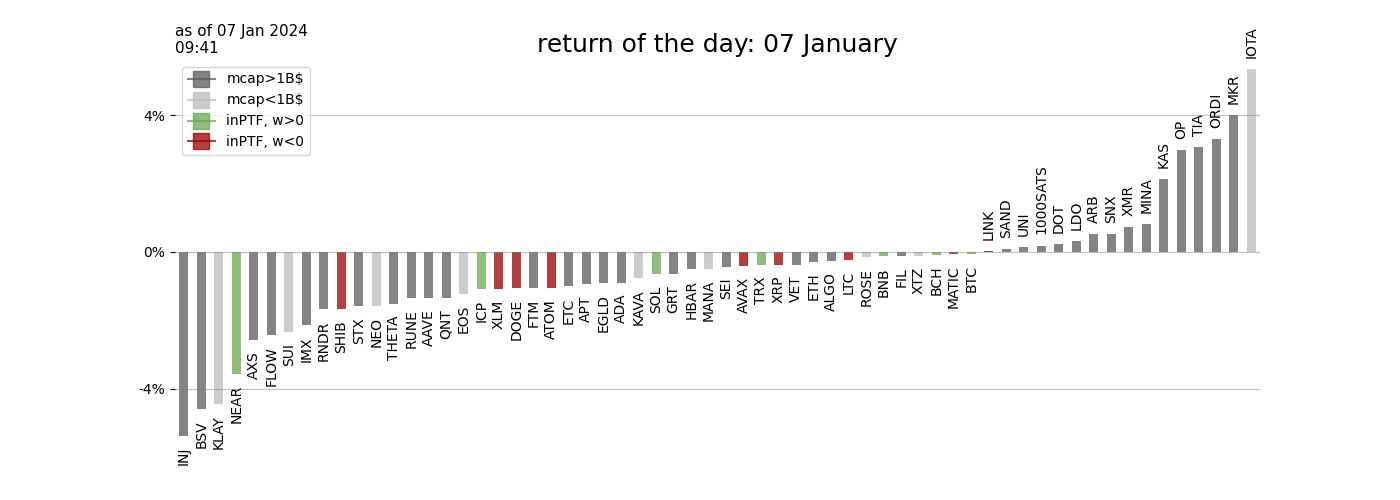 as of 07 Jan 2024
09:41
return of the day: 07 January
mcap>1B$
mcap<1B$
inPTF, w>0
inPTF, w<0
4%
0%
-4%
INJ
BSV
KLAY
NEAR
AXS
FLOW
SUI
IMX
RNDR
SHIB
STX
NEO
THETA
RUNE
AAVE
QNT
EOS
ICP
XLM
DOGE
FTM
ATOM
ETC
APT
EGLD
ADA
KAVA
SOL
GRT
HBAR
MANA
SEI
AVAX
TRX
XRP
VET
ETH
ALGO
LTC
ROSE
BNB
FIL
XTZ
BCH
MATIC
BTC
LINK
SAND
UNI
1000SATS
DOT
LDO
ARB
SNX
XMR
MINA
KAS
OP
TIA
ORDI
MKR
IOTA